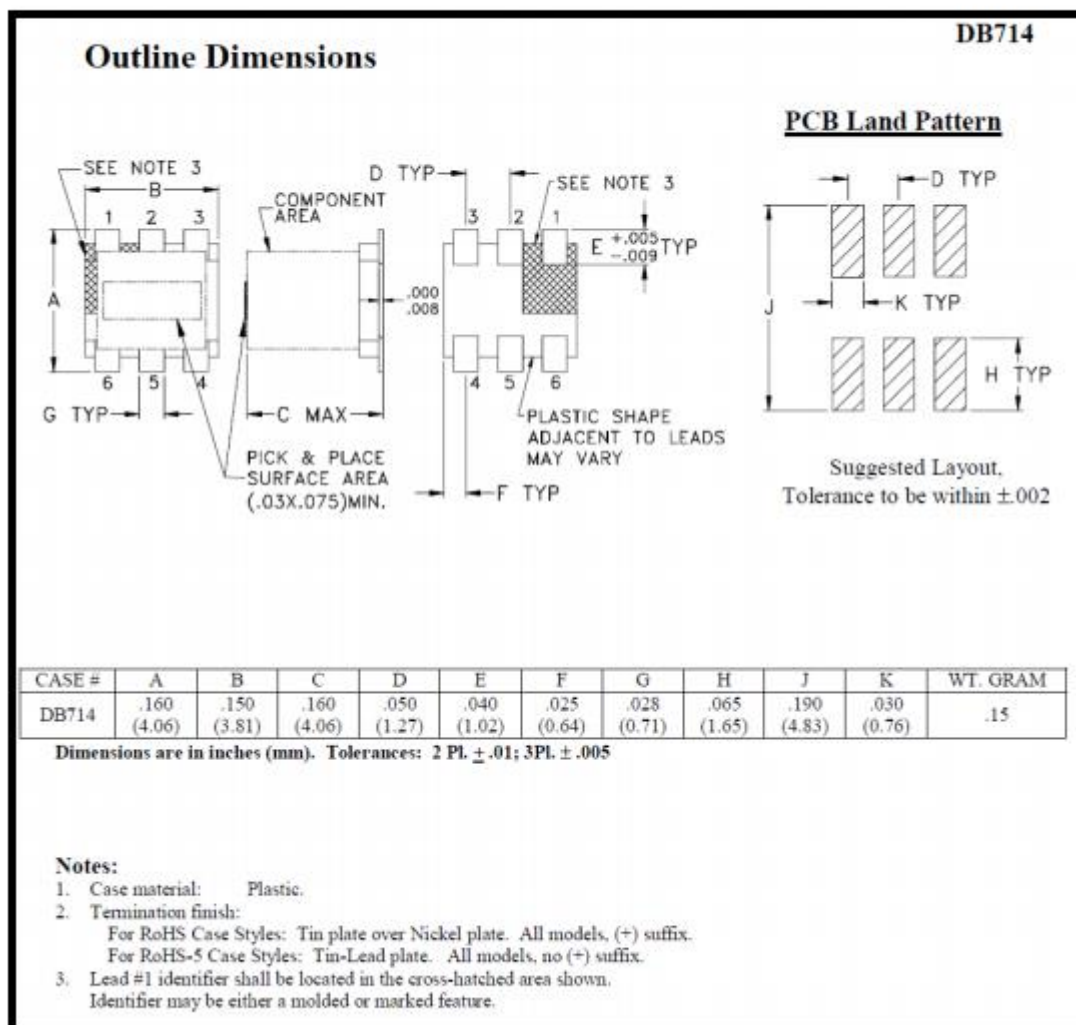 DB714
Outline Dimensions
PCB Land Pattern
SEE NOTE 3
B
1 2 3
A
6 5 4
G TYP
COMPONENT
AREA
.000
.008
C MAX
PICK & PLACE
SURFACE AREA
(.03X.075)MIN.
D TYP
SEE NOTE 3
3 2 1
E +.005 TYP
-.009
4 5 6
PLASTIC SHAPE
ADJACENT TO LEADS
MAY VARY
F TYP
D TYP
J
K TYP
H TYP
Suggested Layout,
Tolerance to be within ±.002
CASE # A B C D E F G H J K WT. GRAM
DB714 .160 .150 .160 .050 .040 .025 .028 .065 .190 .030 .15
(4.06) (3.81) (4.06) (1.27) (1.02) (0.64) (0.71) (1.65) (4.83) (0.76)
Dimensions are in inches (mm). Tolerances: 2 Pl. ± .01; 3Pl. ± .005
Notes:
1. Case material: Plastic.
2. Termination finish:
For RoHS Case Styles: Tin plate over Nickel plate. All models, (+) suffix.
For RoHS-5 Case Styles: Tin-Lead plate. All models, no (+) suffix.
3. Lead #1 identifier shall be located in the cross-hatched area shown.
Identifier may be either a molded or marked feature.